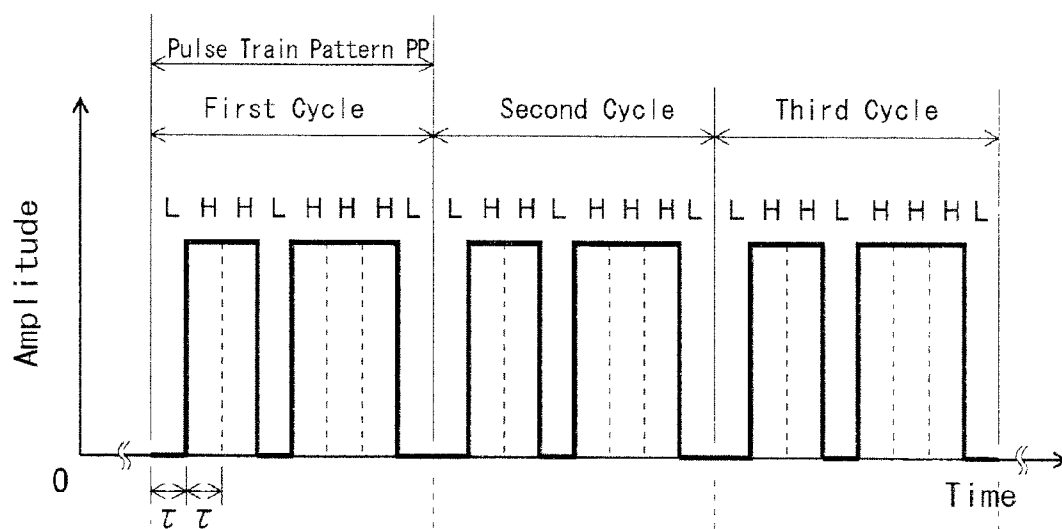 Pulse Train Pattern PP
First Cycle
Second Cycle
Third Cycle
L H H L H H H L L H H L H H H L L H H L H H H L
Amplitude
0
Time
τ τ